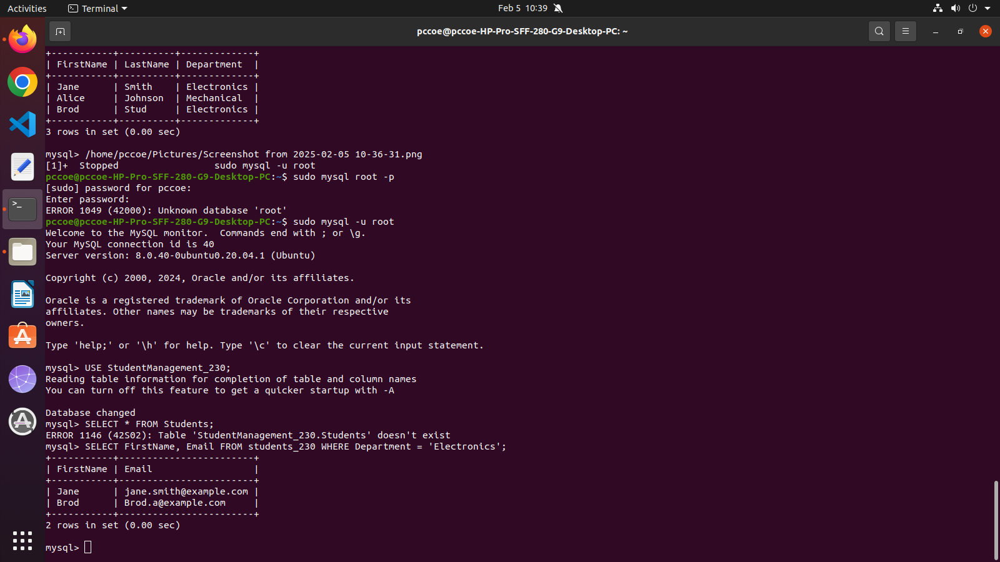 Activities
Terminal
Feb 5 10:39
pccoe@pccoe-HP-Pro-SFF-280-G9-Desktop-PC: ~
+-----------+----------+-------------+
| FirstName | LastName | Department  |
+-----------+----------+-------------+
| Jane      | Smith    | Electronics |
| Alice     | Johnson  | Mechanical  |
| Brod      | Stud     | Electronics |
+-----------+----------+-------------+
3 rows in set (0.00 sec)
mysql> /home/pccoe/Pictures/Screenshot from 2025-02-05 10-36-31.png
[1]+  Stopped                 sudo mysql -u root
pccoe@pccoe-HP-Pro-SFF-280-G9-Desktop-PC:~$ sudo mysql root -p
[sudo] password for pccoe:
Enter password:
ERROR 1049 (42000): Unknown database 'root'
pccoe@pccoe-HP-Pro-SFF-280-G9-Desktop-PC:~$ sudo mysql -u root
Welcome to the MySQL monitor.  Commands end with ; or \g.
Your MySQL connection id is 40
Server version: 8.0.40-0ubuntu0.20.04.1 (Ubuntu)
Copyright (c) 2000, 2024, Oracle and/or its affiliates.
Oracle is a registered trademark of Oracle Corporation and/or its
affiliates. Other names may be trademarks of their respective
owners.
Type 'help;' or '\h' for help. Type '\c' to clear the current input statement.
mysql> USE StudentManagement_230;
Reading table information for completion of table and column names
You can turn off this feature to get a quicker startup with -A
Database changed
mysql> SELECT * FROM Students;
ERROR 1146 (42S02): Table 'StudentManagement_230.Students' doesn't exist
mysql> SELECT FirstName, Email FROM students_230 WHERE Department = 'Electronics';
+-----------+------------------------+
| FirstName | Email                  |
+-----------+------------------------+
| Jane      | jane.smith@example.com |
| Brod      | Brod.a@example.com     |
+-----------+------------------------+
2 rows in set (0.00 sec)
mysql>